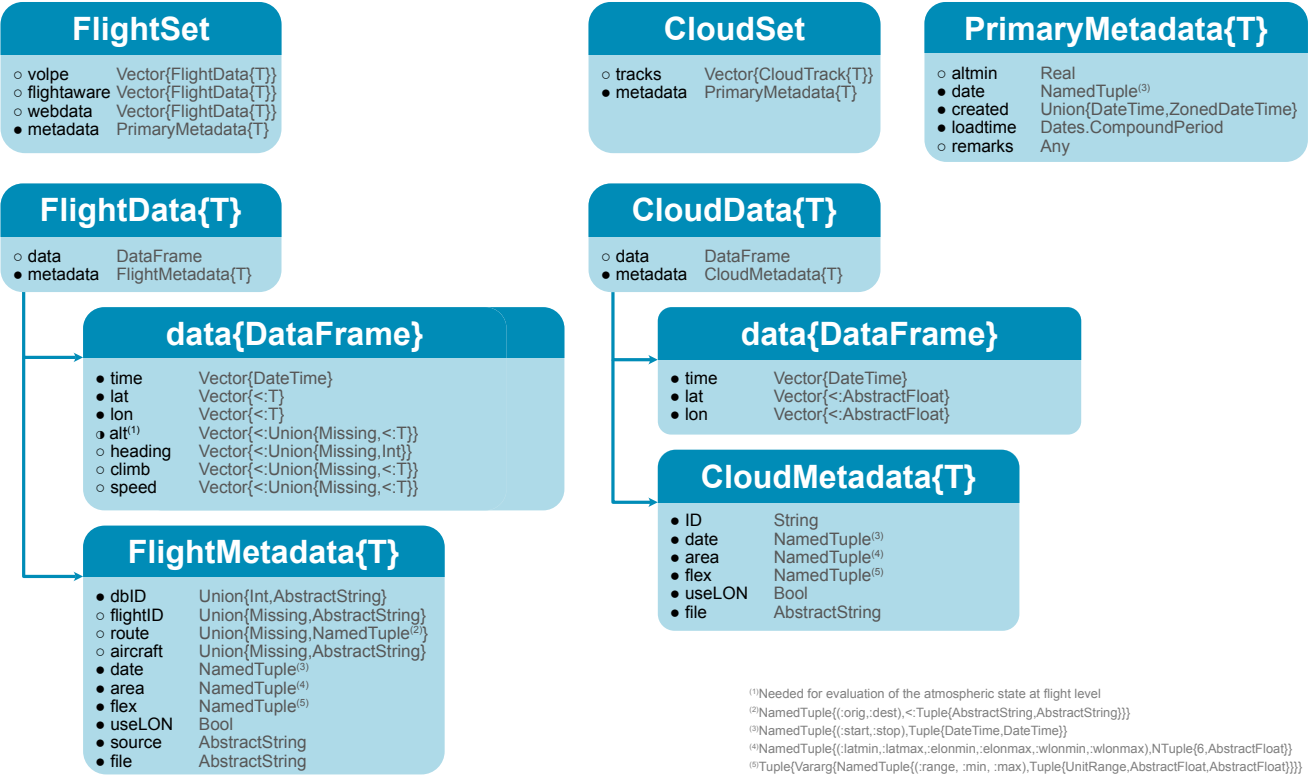 FlightSet
○ volpe Vector{FlightData{T}}
○ flightaware Vector{FlightData{T}}
○ webdata Vector{FlightData{T}}
● metadata PrimaryMetadata{T}
CloudSet
○ tracks Vector{CloudTrack{T}}
● metadata PrimaryMetadata{T}
PrimaryMetadata{T}
○ altmin Real
● date NamedTuple(3)
● created Union{DateTime,ZonedDateTime}
● loadtime Dates.CompoundPeriod
○ remarks Any
FlightData{T}
○ data DataFrame
● metadata FlightMetadata{T}
data{DataFrame}
● time Vector{DateTime}
● lat Vector{<:T}
● lon Vector{<:T}
◑ alt(1) Vector{<:Union{Missing,<:T}}
○ heading Vector{<:Union{Missing,Int}}
○ climb Vector{<:Union{Missing,<:T}}
○ speed Vector{<:Union{Missing,<:T}}
FlightMetadata{T}
● dbID Union{Int,AbstractString}
○ flightID Union{Missing,AbstractString}
○ route Union{Missing,NamedTuple(2)}
○ aircraft Union{Missing,AbstractString}
● date NamedTuple(3)
● area NamedTuple(4)
● flex NamedTuple(5)
● useLON Bool
● source AbstractString
● file AbstractString
CloudData{T}
○ data DataFrame
● metadata CloudMetadata{T}
data{DataFrame}
● time Vector{DateTime}
● lat Vector{<:AbstractFloat}
● lon Vector{<:AbstractFloat}
CloudMetadata{T}
● ID String
● date NamedTuple(3)
● area NamedTuple(4)
● flex NamedTuple(5)
● useLON Bool
● file AbstractString
(1)Needed for evaluation of the atmospheric state at flight level
(2)NamedTuple{(:orig,:dest),<:Tuple{AbstractString,AbstractString}}}
(3)NamedTuple{(:start,:stop),Tuple{DateTime,DateTime}}
(4)NamedTuple{(:latmin,:latmax,:elonmin,:elonmax,:wlonmin,:wlonmax),NTuple{6,AbstractFloat}}
(5)Tuple{Vararg{NamedTuple{(:range, :min, :max),Tuple{UnitRange,AbstractFloat,AbstractFloat}}}}